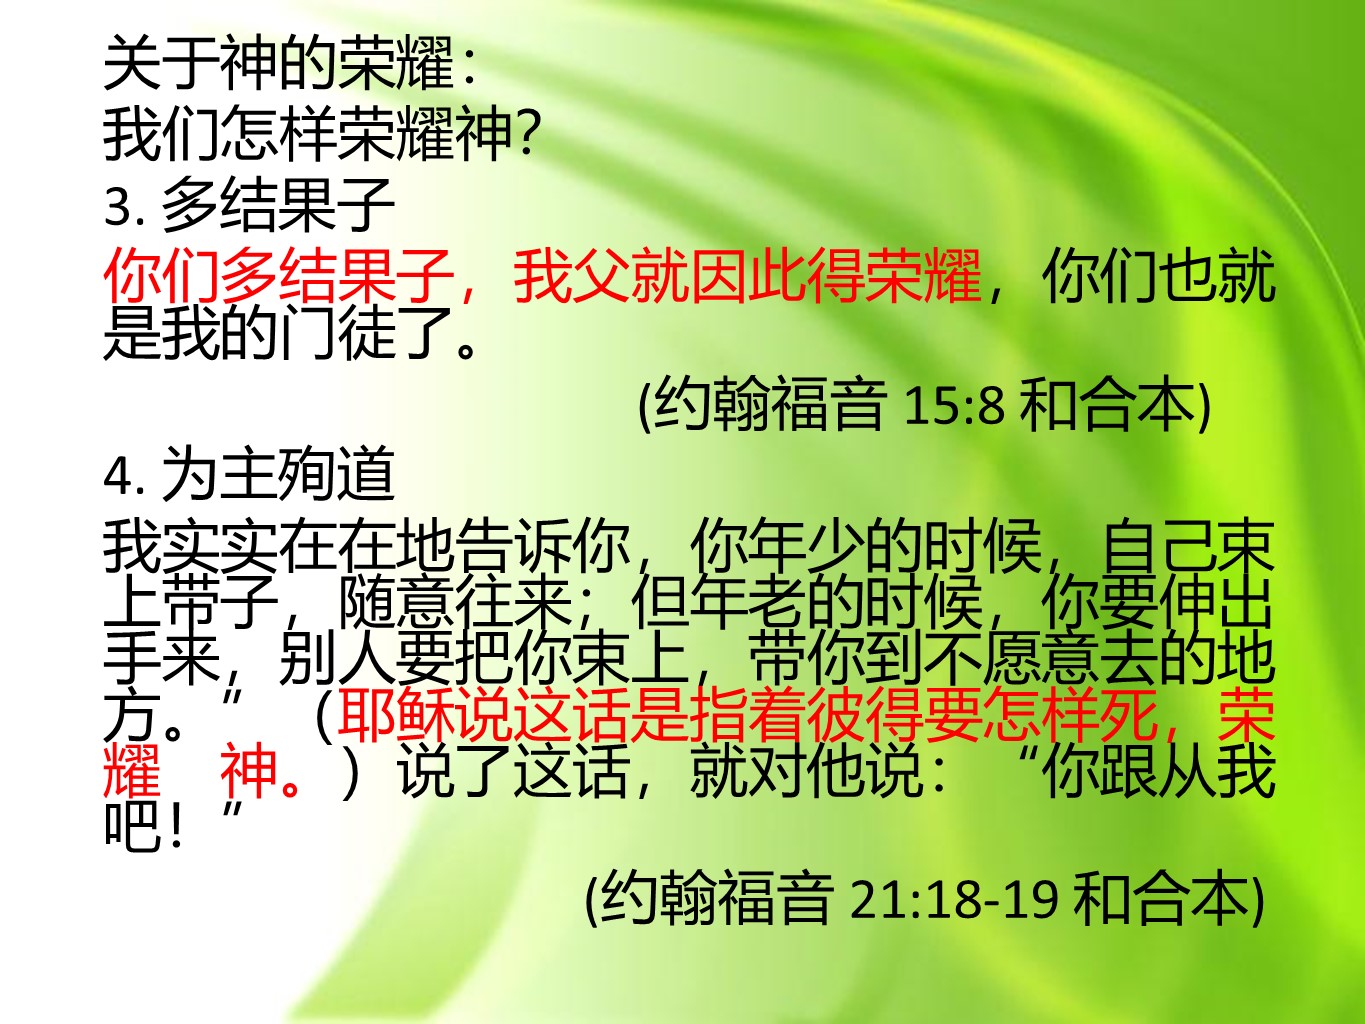 关于神的荣耀：
我们怎样荣耀神？
3. 多结果子
你们多结果子，我父就因此得荣耀，你们也就
是我的门徒了。
(约翰福音 15:8 和合本)
4. 为主殉道
我实实在在地告诉你，你年少的时候，自己束
上带子，随意往来；但年老的时候，你要伸出
手来，别人要把你束上，带你到不愿意去的地
方。”（耶稣说这话是指着彼得要怎样死，荣
耀　神。）说了这话，就对他说：“你跟从我
吧！”
(约翰福音 21:18-19 和合本)